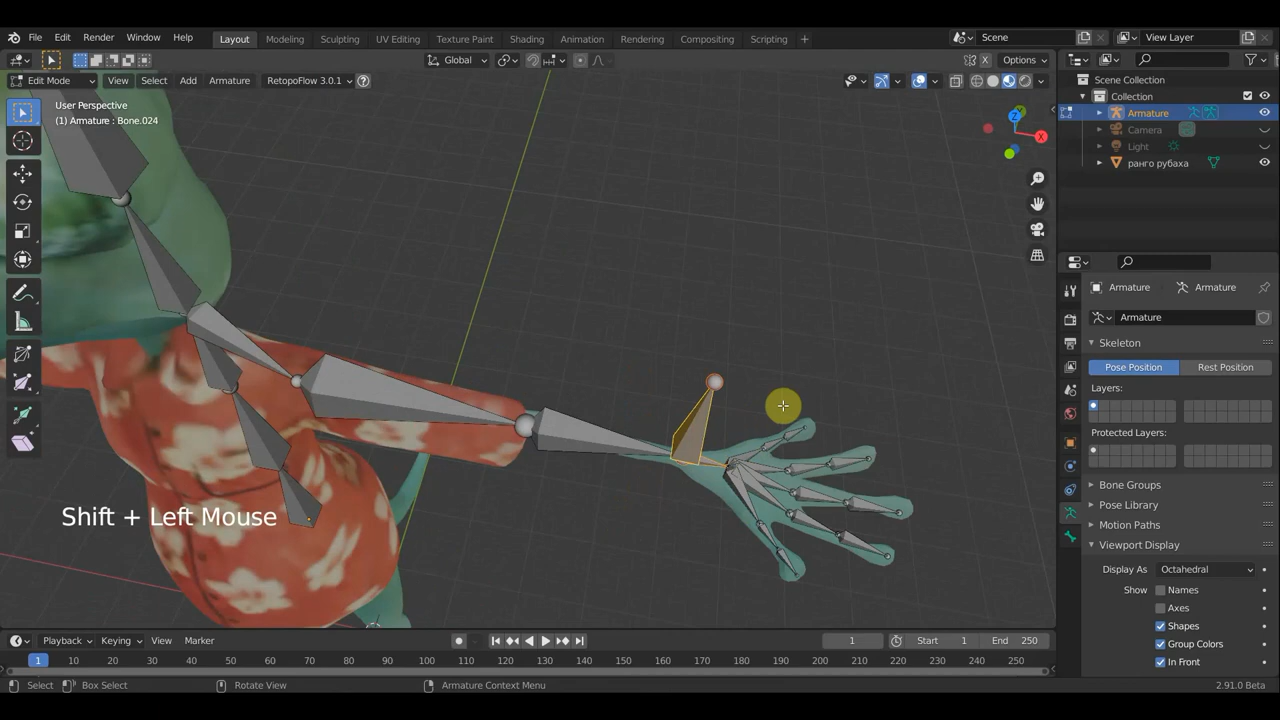 File Edit Render Window Help Layout Modeling Sculpting UV Editing Texture Paint Shading Animation Rendering Compositing Scripting + Scene View Layer
Global Options
Edit Mode View Select Add Armature RetopoFlow 3.0.1
User Perspective
(1) Armature : Bone.024
Shift + Left Mouse
Scene Collection
Collection
Armature
Camera
Light
ранго рубаха
Armature Armature
Armature
Skeleton
Pose Position Rest Position
Layers:
Protected Layers:
Bone Groups
Pose Library
Motion Paths
Viewport Display
Display As Octahedral
Show Names
Axes
Shapes
Group Colors
In Front
Playback Keying View Marker 1 Start 1 End 250
1 10 20 30 40 50 60 70 80 90 100 110 120 130 140 150 160 170 180 190 200 210 220 230 240 250
Select Box Select Rotate View Armature Context Menu 2.91.0 Beta